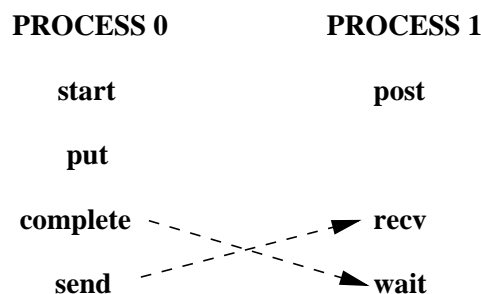 PROCESS 0 PROCESS 1
start post
put
complete recv
send wait